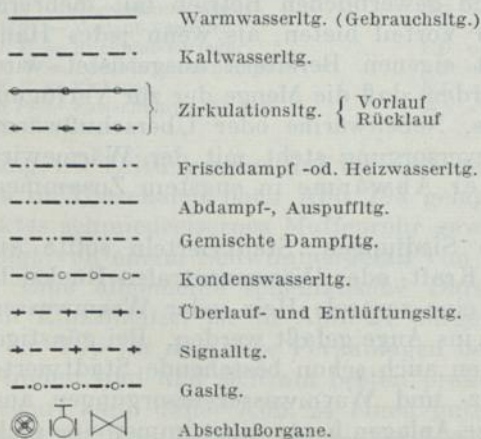 Warmwasserltg. (Gebrauchsltg.)
Kaltwasserltg.
Zirkulationsltg. { Vorlauf
Rücklauf
Frischdampf -od. Heizwasserltg.
Abdampf-, Auspuffltg.
Gemischte Dampfltg.
Kondenswasserltg.
Überlauf- und Entlüftungsltg.
Signalltg.
Gasltg.
Abschlußorgane.